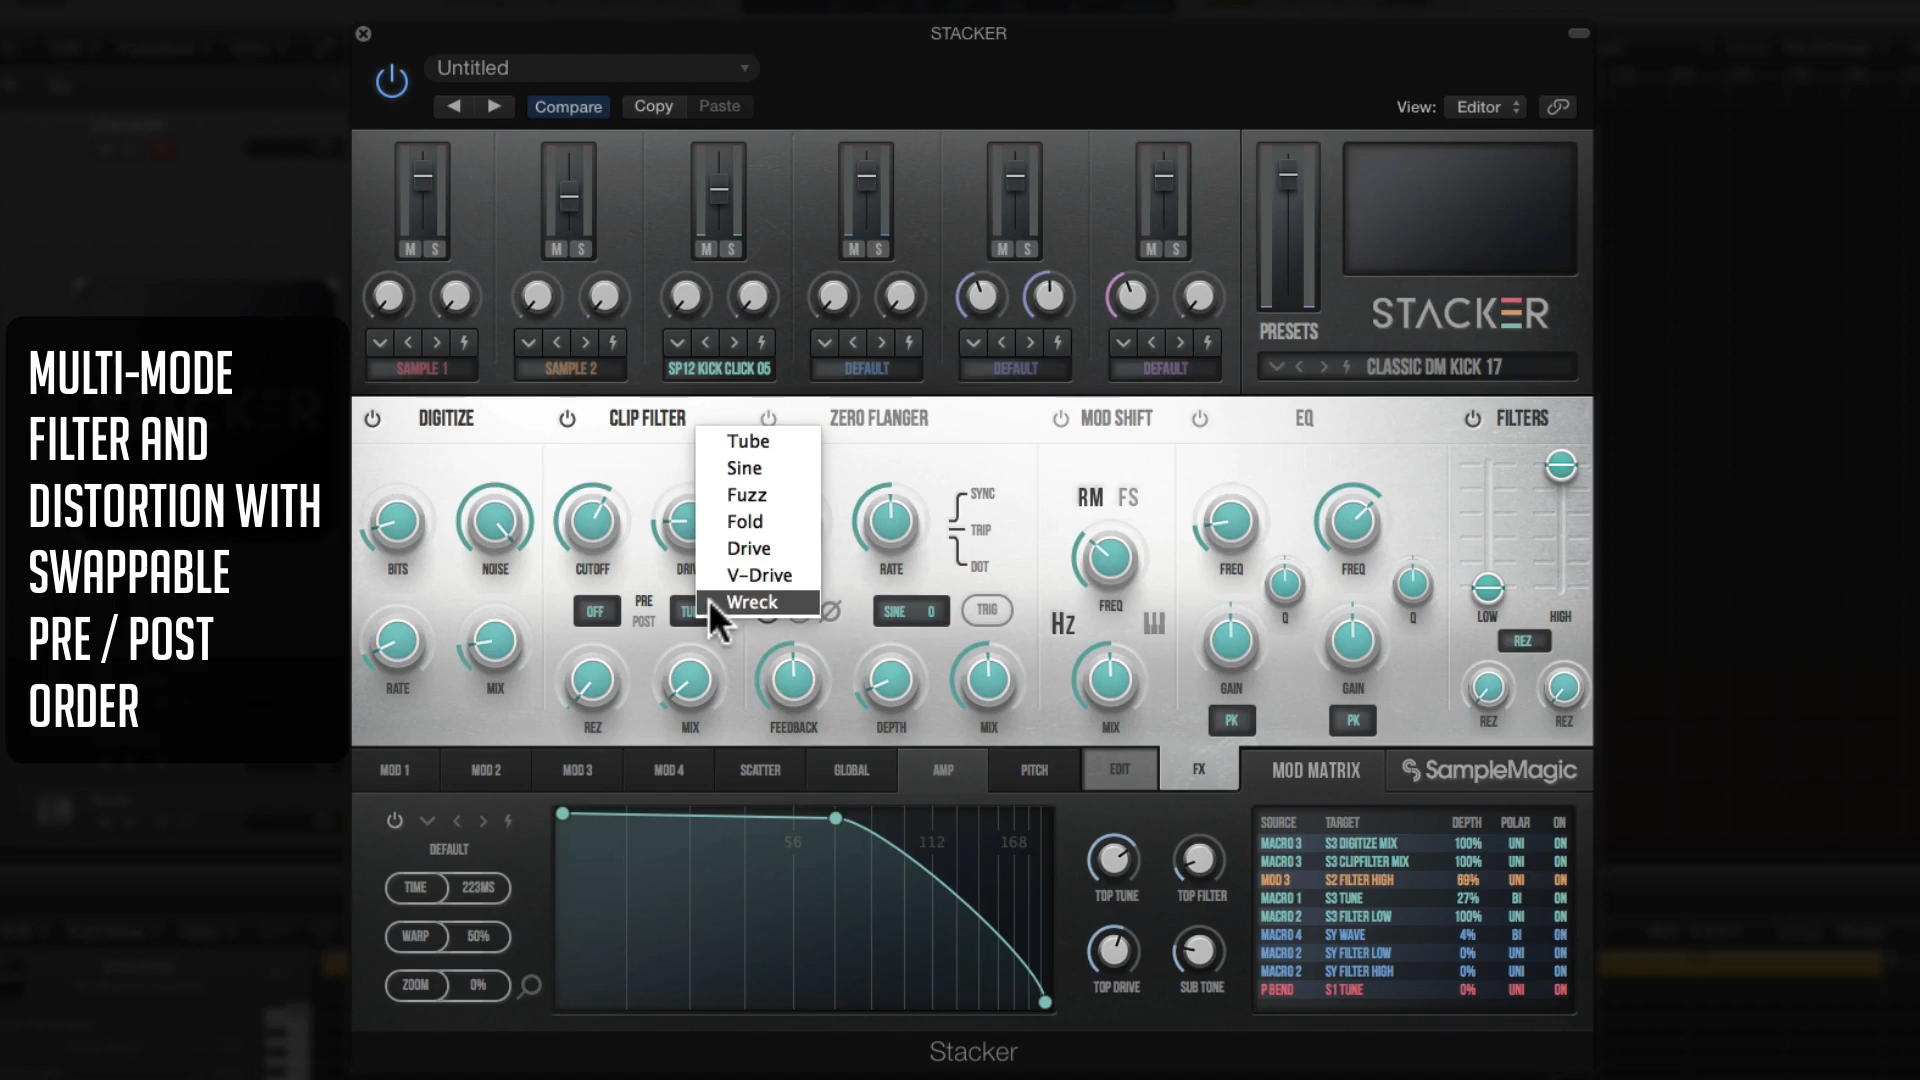 STACKER
Untitled
Compare Copy Paste
View: Editor
M S M S M S M S M S M S
STACKER
PRESETS
SAMPLE 1 SAMPLE 2 SP12 KICK CLICK 05 DEFAULT DEFAULT DEFAULT CLASSIC DM KICK 17
MULTI-MODE
FILTER AND
DISTORTION WITH
SWAPPABLE
PRE / POST
ORDER
DIGITIZE CLIP FILTER ZERO FLANGER MOD SHIFT EQ FILTERS
Tube
Sine
Fuzz
Fold
Drive
V-Drive
Wreck
RM FS
SYNC
TRIP
DOT
BITS NOISE CUTOFF RATE FREQ FREQ FREQ
OFF PRE POST SINE 0 TRIG
Hz Q Q LOW HIGH
REZ
RATE MIX GAIN GAIN
REZ MIX FEEDBACK DEPTH MIX MIX PK PK REZ REZ
MOD 1 MOD 2 MOD 3 MOD 4 SCATTER GLOBAL AMP PITCH EDIT FX MOD MATRIX SampleMagic
DEFAULT
TIME 223MS
WARP 50%
ZOOM 0%
56 112 168
TOP TUNE TOP FILTER
TOP DRIVE SUB TONE
SOURCE TARGET DEPTH POLAR ON
MACRO 3 S3 DIGITIZE MIX 100% UNI ON
MACRO 3 S3 CLIPFILTER MIX 100% UNI ON
MOD 3 S2 FILTER HIGH 69% UNI ON
MACRO 1 S3 TUNE 27% BI ON
MACRO 2 S3 FILTER LOW 100% UNI ON
MACRO 4 SY WAVE 4% BI ON
MACRO 2 SY FILTER LOW 0% UNI ON
MACRO 2 SY FILTER HIGH 0% UNI ON
P BEND S1 TUNE 0% UNI ON
Stacker